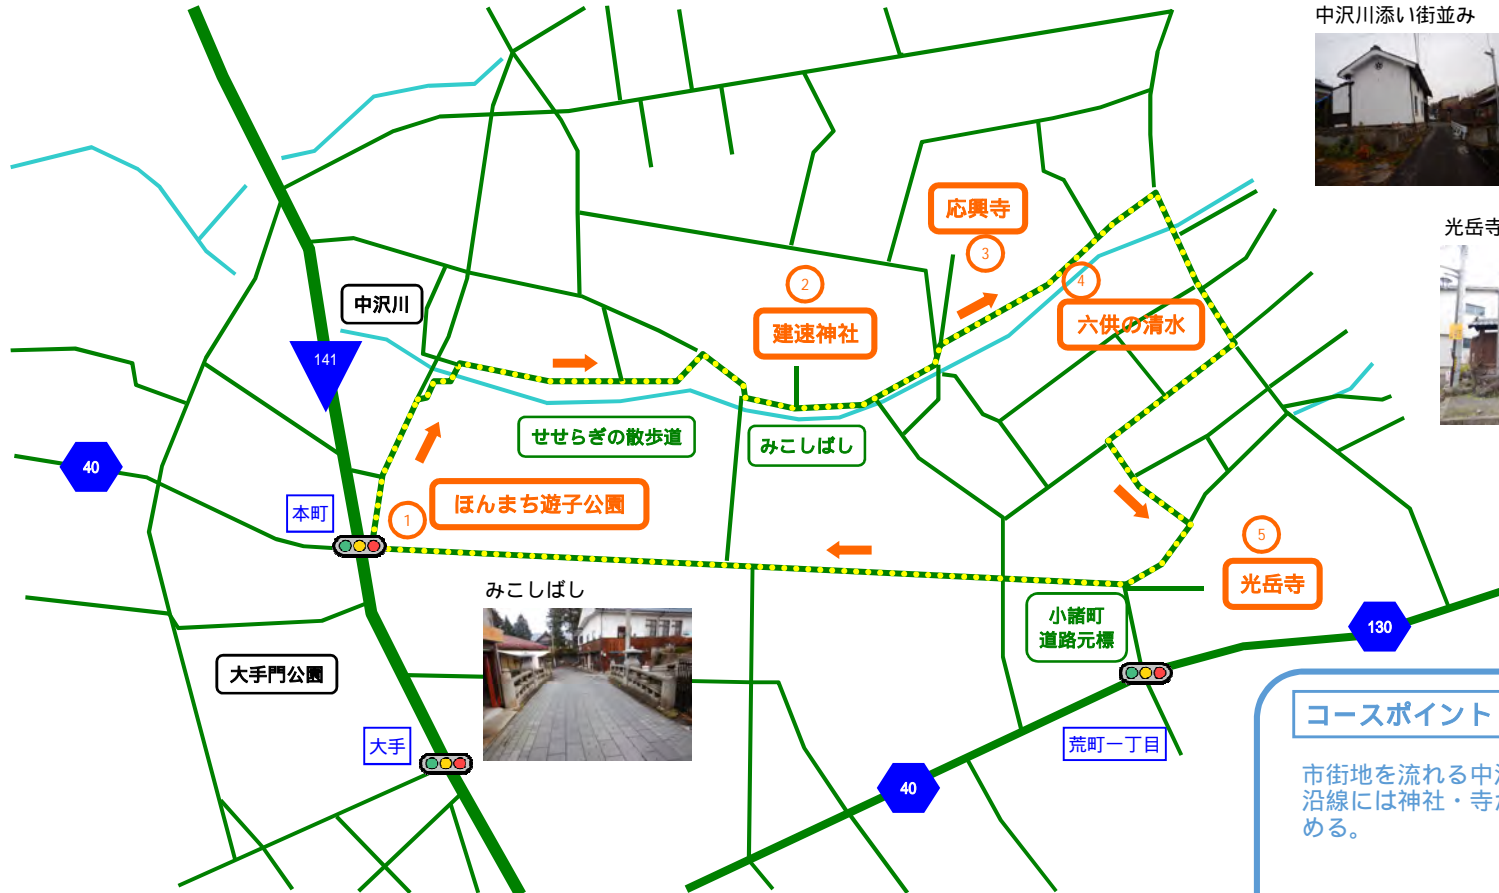 中沢川添い街並み
光岳寺
応興寺
3
4
六供の清水
2
建速神社
中沢川
141
せせらぎの散歩道
みこしばし
40
本町
1
ほんまち遊子公園
5
光岳寺
みこしばし
小諸町
道路元標
130
大手門公園
大手
荒町一丁目
40
コースポイント
市街地を流れる中
沿線には神社・寺
める。